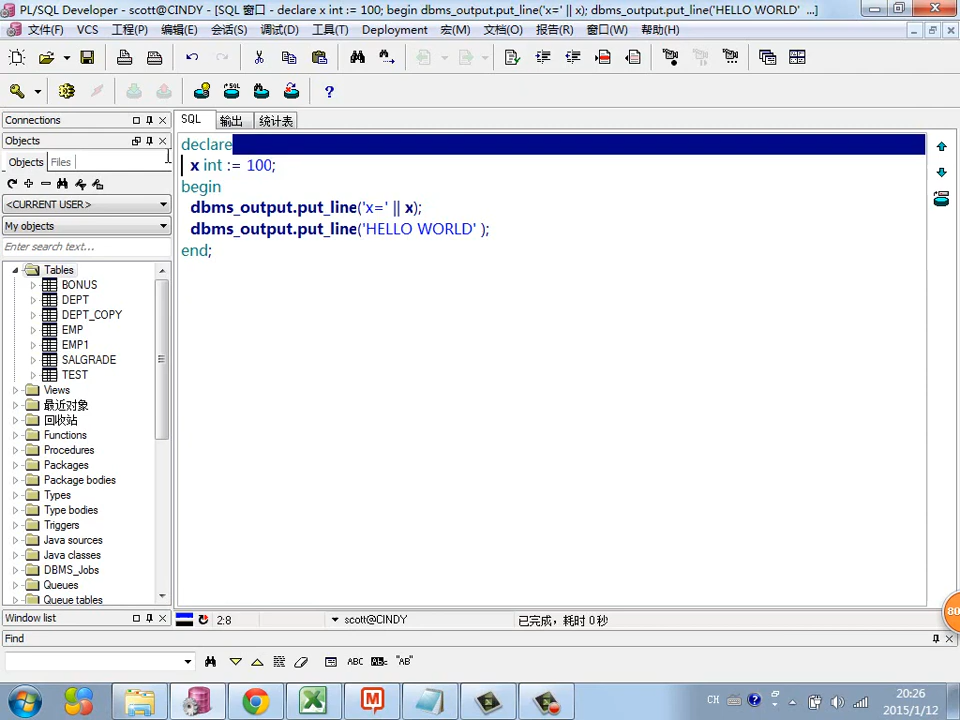 PL/SQL Developer - scott@CINDY - [SQL 窗口 - declare x int := 100; begin dbms_output.put_line('x=' || x); dbms_output.put_line('HELLO WORLD' ...]
文件(F) VCS 工程(P) 编辑(E) 会话(S) 调试(D) 工具(T) Deployment 宏(M) 文档(O) 报告(R) 窗口(W) 帮助(H)
Connections
Objects
Objects Files
<CURRENT USER>
My objects
Enter search text...
Tables
BONUS
DEPT
DEPT_COPY
EMP
EMP1
SALGRADE
TEST
Views
最近对象
回收站
Functions
Procedures
Packages
Package bodies
Types
Type bodies
Triggers
Java sources
Java classes
DBMS_Jobs
Queues
Queue tables
SQL 输出 统计表
declare
x int := 100;
begin
dbms_output.put_line('x=' || x);
dbms_output.put_line('HELLO WORLD' );
end;
80
Window list
2:8 scott@CINDY 已完成，耗时 0 秒
Find
ABC "AB"
CH
20:26
2015/1/12